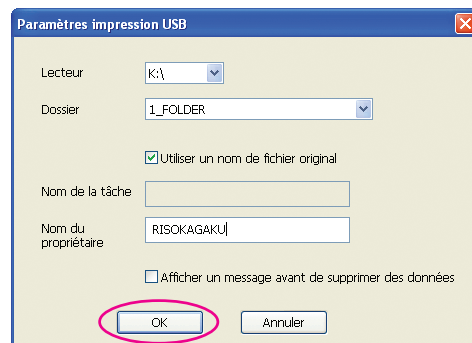 Paramètres impression USB
Lecteur K:\
Dossier 1_FOLDER
Utiliser un nom de fichier original
Nom de la tâche
Nom du propriétaire RISOKAGAKU
Afficher un message avant de supprimer des données
OK Annuler